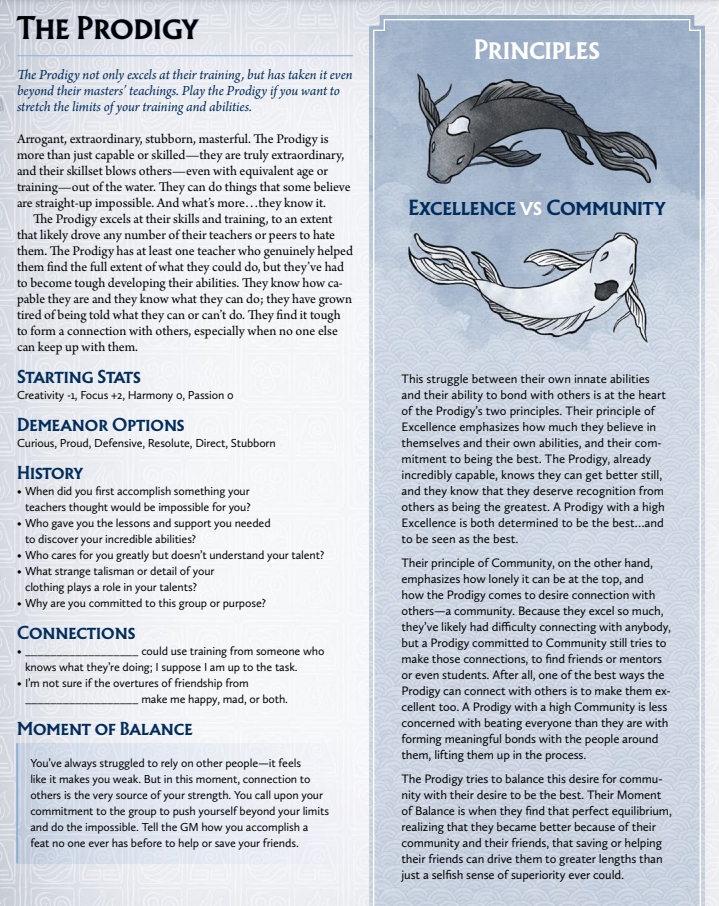 The Prodigy
The Prodigy not only excels at their training, but has taken it even
beyond their masters' teachings. Play the Prodigy if you want to
stretch the limits of your training and abilities.
Arrogant, extraordinary, stubborn, masterful. The Prodigy is
more than just capable or skilled—they are truly extraordinary,
and their skillset blows others—even with equivalent age or
training—out of the water. They can do things that some believe
are straight-up impossible. And what's more…they know it.
The Prodigy excels at their skills and training, to an extent
that likely drove any number of their teachers or peers to hate
them. The Prodigy has at least one teacher who genuinely helped
them find the full extent of what they could do, but they've had
to become tough developing their abilities. They know how ca-
pable they are and they know what they can do; they have grown
tired of being told what they can or can't do. They find it tough
to form a connection with others, especially when no one else
can keep up with them.
Starting Stats
Creativity -1, Focus +2, Harmony 0, Passion 0
Demeanor Options
Curious, Proud, Defensive, Resolute, Direct, Stubborn
History
• When did you first accomplish something your
teachers thought would be impossible for you?
• Who gave you the lessons and support you needed
to discover your incredible abilities?
• Who cares for you greatly but doesn't understand your talent?
• What strange talisman or detail of your
clothing plays a role in your talents?
• Why are you committed to this group or purpose?
Connections
• ____________________ could use training from someone who
knows what they're doing; I suppose I am up to the task.
• I'm not sure if the overtures of friendship from
____________________ make me happy, mad, or both.
Moment of Balance
You've always struggled to rely on other people—it feels
like it makes you weak. But in this moment, connection to
others is the very source of your strength. You call upon your
commitment to the group to push yourself beyond your limits
and do the impossible. Tell the GM how you accomplish a
feat no one ever has before to help or save your friends.
Principles
Excellence vs Community
This struggle between their own innate abilities
and their ability to bond with others is at the heart
of the Prodigy's two principles. Their principle of
Excellence emphasizes how much they believe in
themselves and their own abilities, and their com-
mitment to being the best. The Prodigy, already
incredibly capable, knows they can get better still,
and they know that they deserve recognition from
others as being the greatest. A Prodigy with a high
Excellence is both determined to be the best…and
to be seen as the best.
Their principle of Community, on the other hand,
emphasizes how lonely it can be at the top, and
how the Prodigy comes to desire connection with
others—a community. Because they excel so much,
they've likely had difficulty connecting with anybody,
but a Prodigy committed to Community still tries to
make those connections, to find friends or mentors
or even students. After all, one of the best ways the
Prodigy can connect with others is to make them ex-
cellent too. A Prodigy with a high Community is less
concerned with beating everyone than they are with
forming meaningful bonds with the people around
them, lifting them up in the process.
The Prodigy tries to balance this desire for commu-
nity with their desire to be the best. Their Moment
of Balance is when they find that perfect equilibrium,
realizing that they became better because of their
community and their friends, that saving or helping
their friends can drive them to greater lengths than
just a selfish sense of superiority ever could.